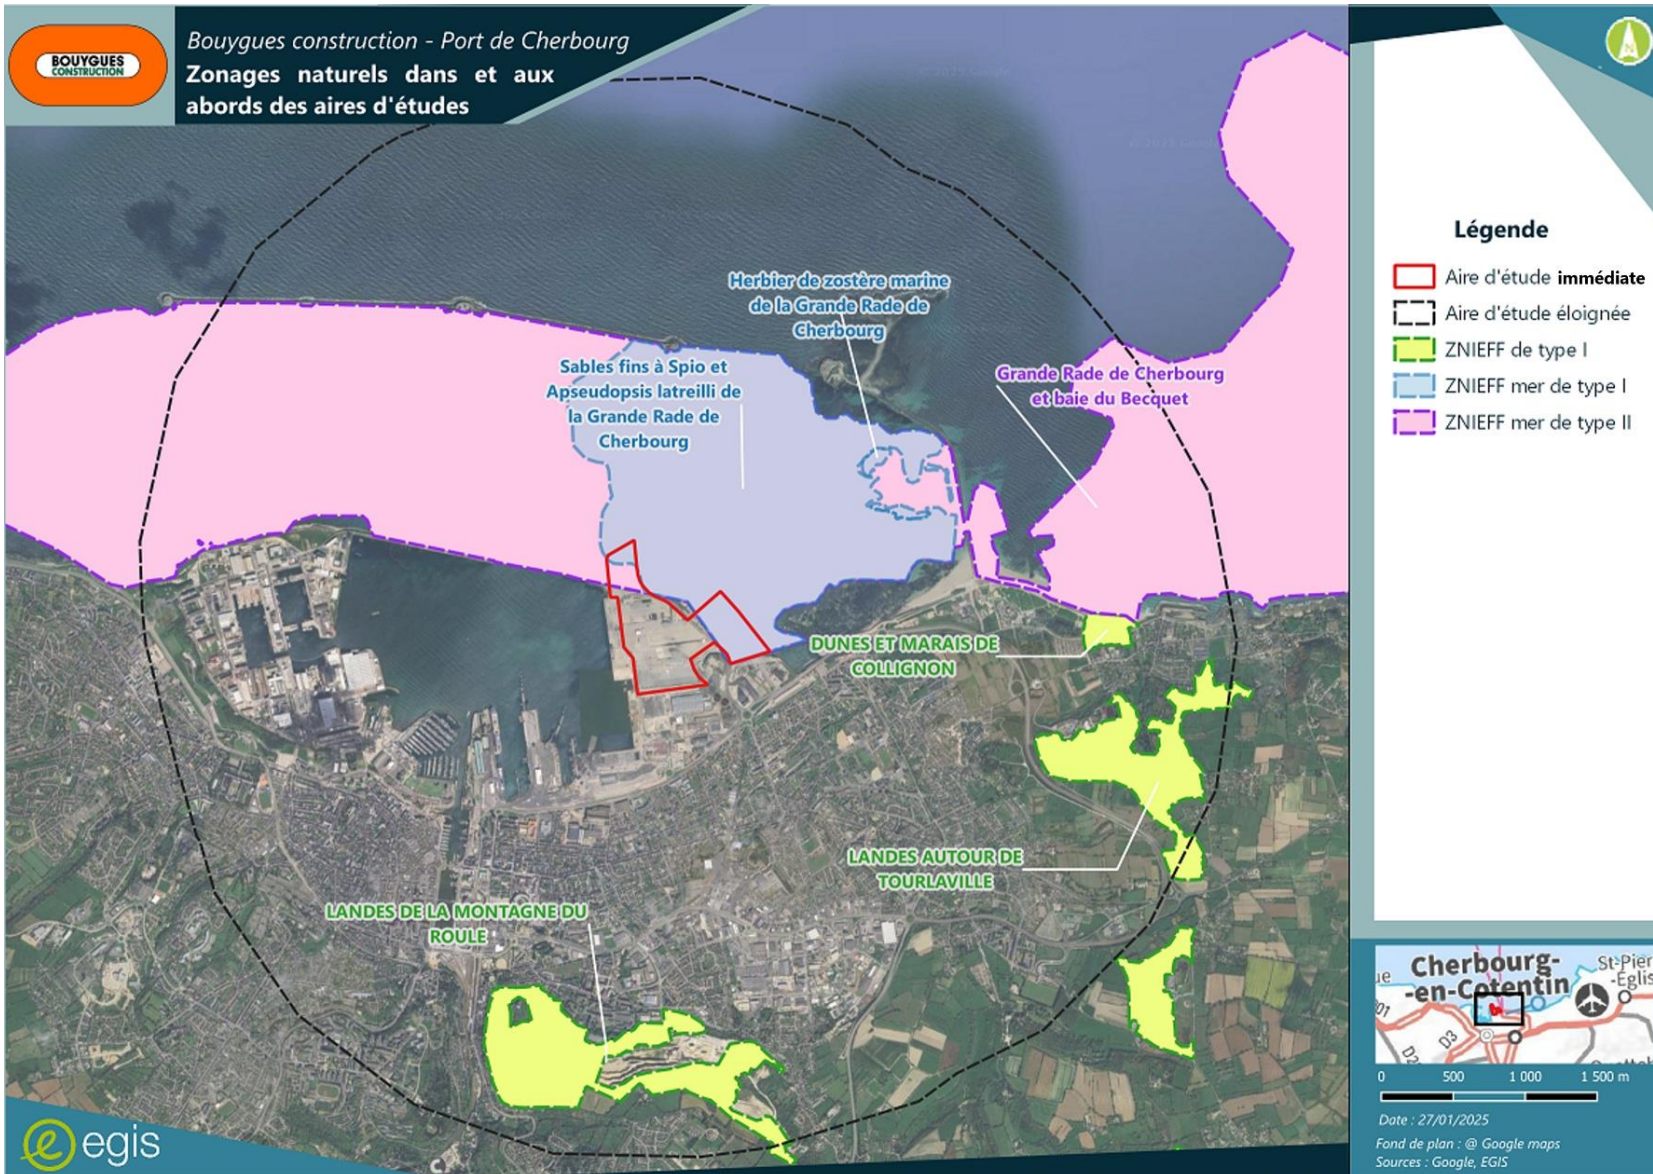 BOUYGUES
CONSTRUCTION
Bouygues construction - Port de Cherbourg
Zonages naturels dans et aux
abords des aires d'études
Herbier de zostère marine
de la Grande Rade de
Cherbourg
Sables fins à Spio et
Apseudopsis latreilli de
la Grande Rade de
Cherbourg
Grande Rade de Cherbourg
et baie du Becquet
DUNES ET MARAIS DE
COLLIGNON
LANDES AUTOUR DE
TOURLAVILLE
LANDES DE LA MONTAGNE DU
ROULE
egis
N
Légende
Aire d'étude immédiate
Aire d'étude éloignée
ZNIEFF de type I
ZNIEFF mer de type I
ZNIEFF mer de type II
Cherbourg-
-en-Cotentin
St-Pier
-Eglis
ue
D3
0 500 1 000 1 500 m
Date : 27/01/2025
Fond de plan : @ Google maps
Sources : Google, EGIS